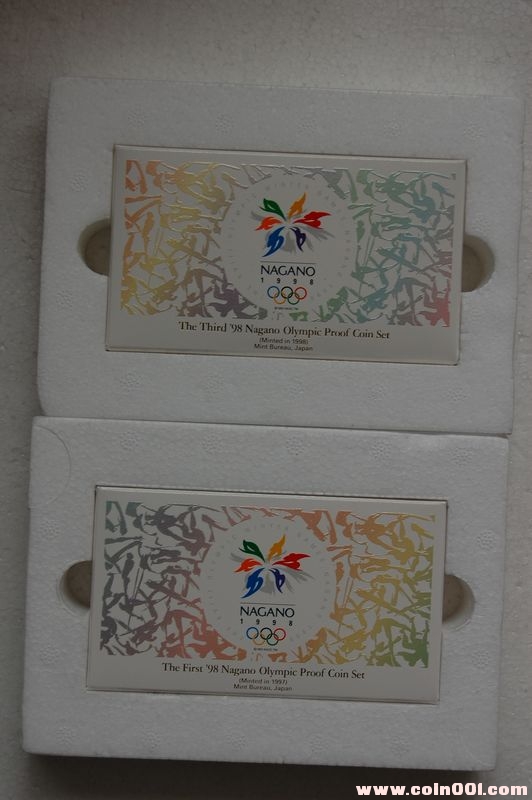 NAGANO
1998
The Third '98 Nagano Olympic Proof Coin Set
(Minted in 1998)
Mint Bureau, Japan
NAGANO
1998
The First '98 Nagano Olympic Proof Coin Set
(Minted in 1997)
Mint Bureau, Japan
www.coin001.com